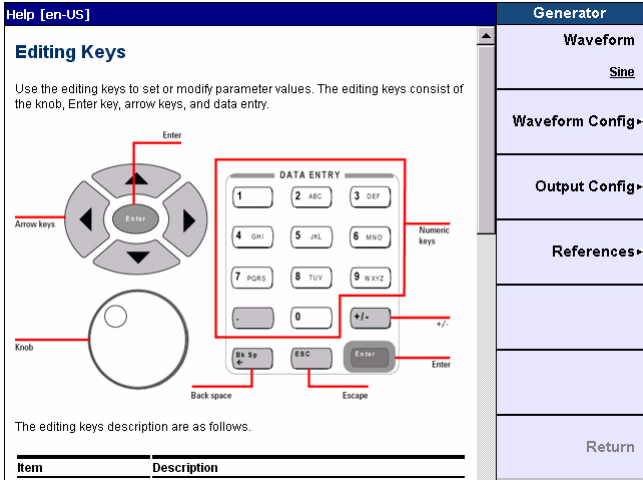 Help [en-US]
Editing Keys
Use the editing keys to set or modify parameter values. The editing keys consist of
the knob, Enter key, arrow keys, and data entry.
Enter
DATA ENTRY
1
2 ABC
3 DEF
Enter
Arrow keys
4 GHI
5 JKL
6 MNO
Numeric
keys
7 PQRS
8 TUV
9 WXYZ
.
0
+/-
+/-
Knob
Bk Sp
←
ESC
Enter
Enter
Back space
Escape
The editing keys description are as follows.
Item Description
Generator
Waveform
Sine
Waveform Config
Output Config
References
Return